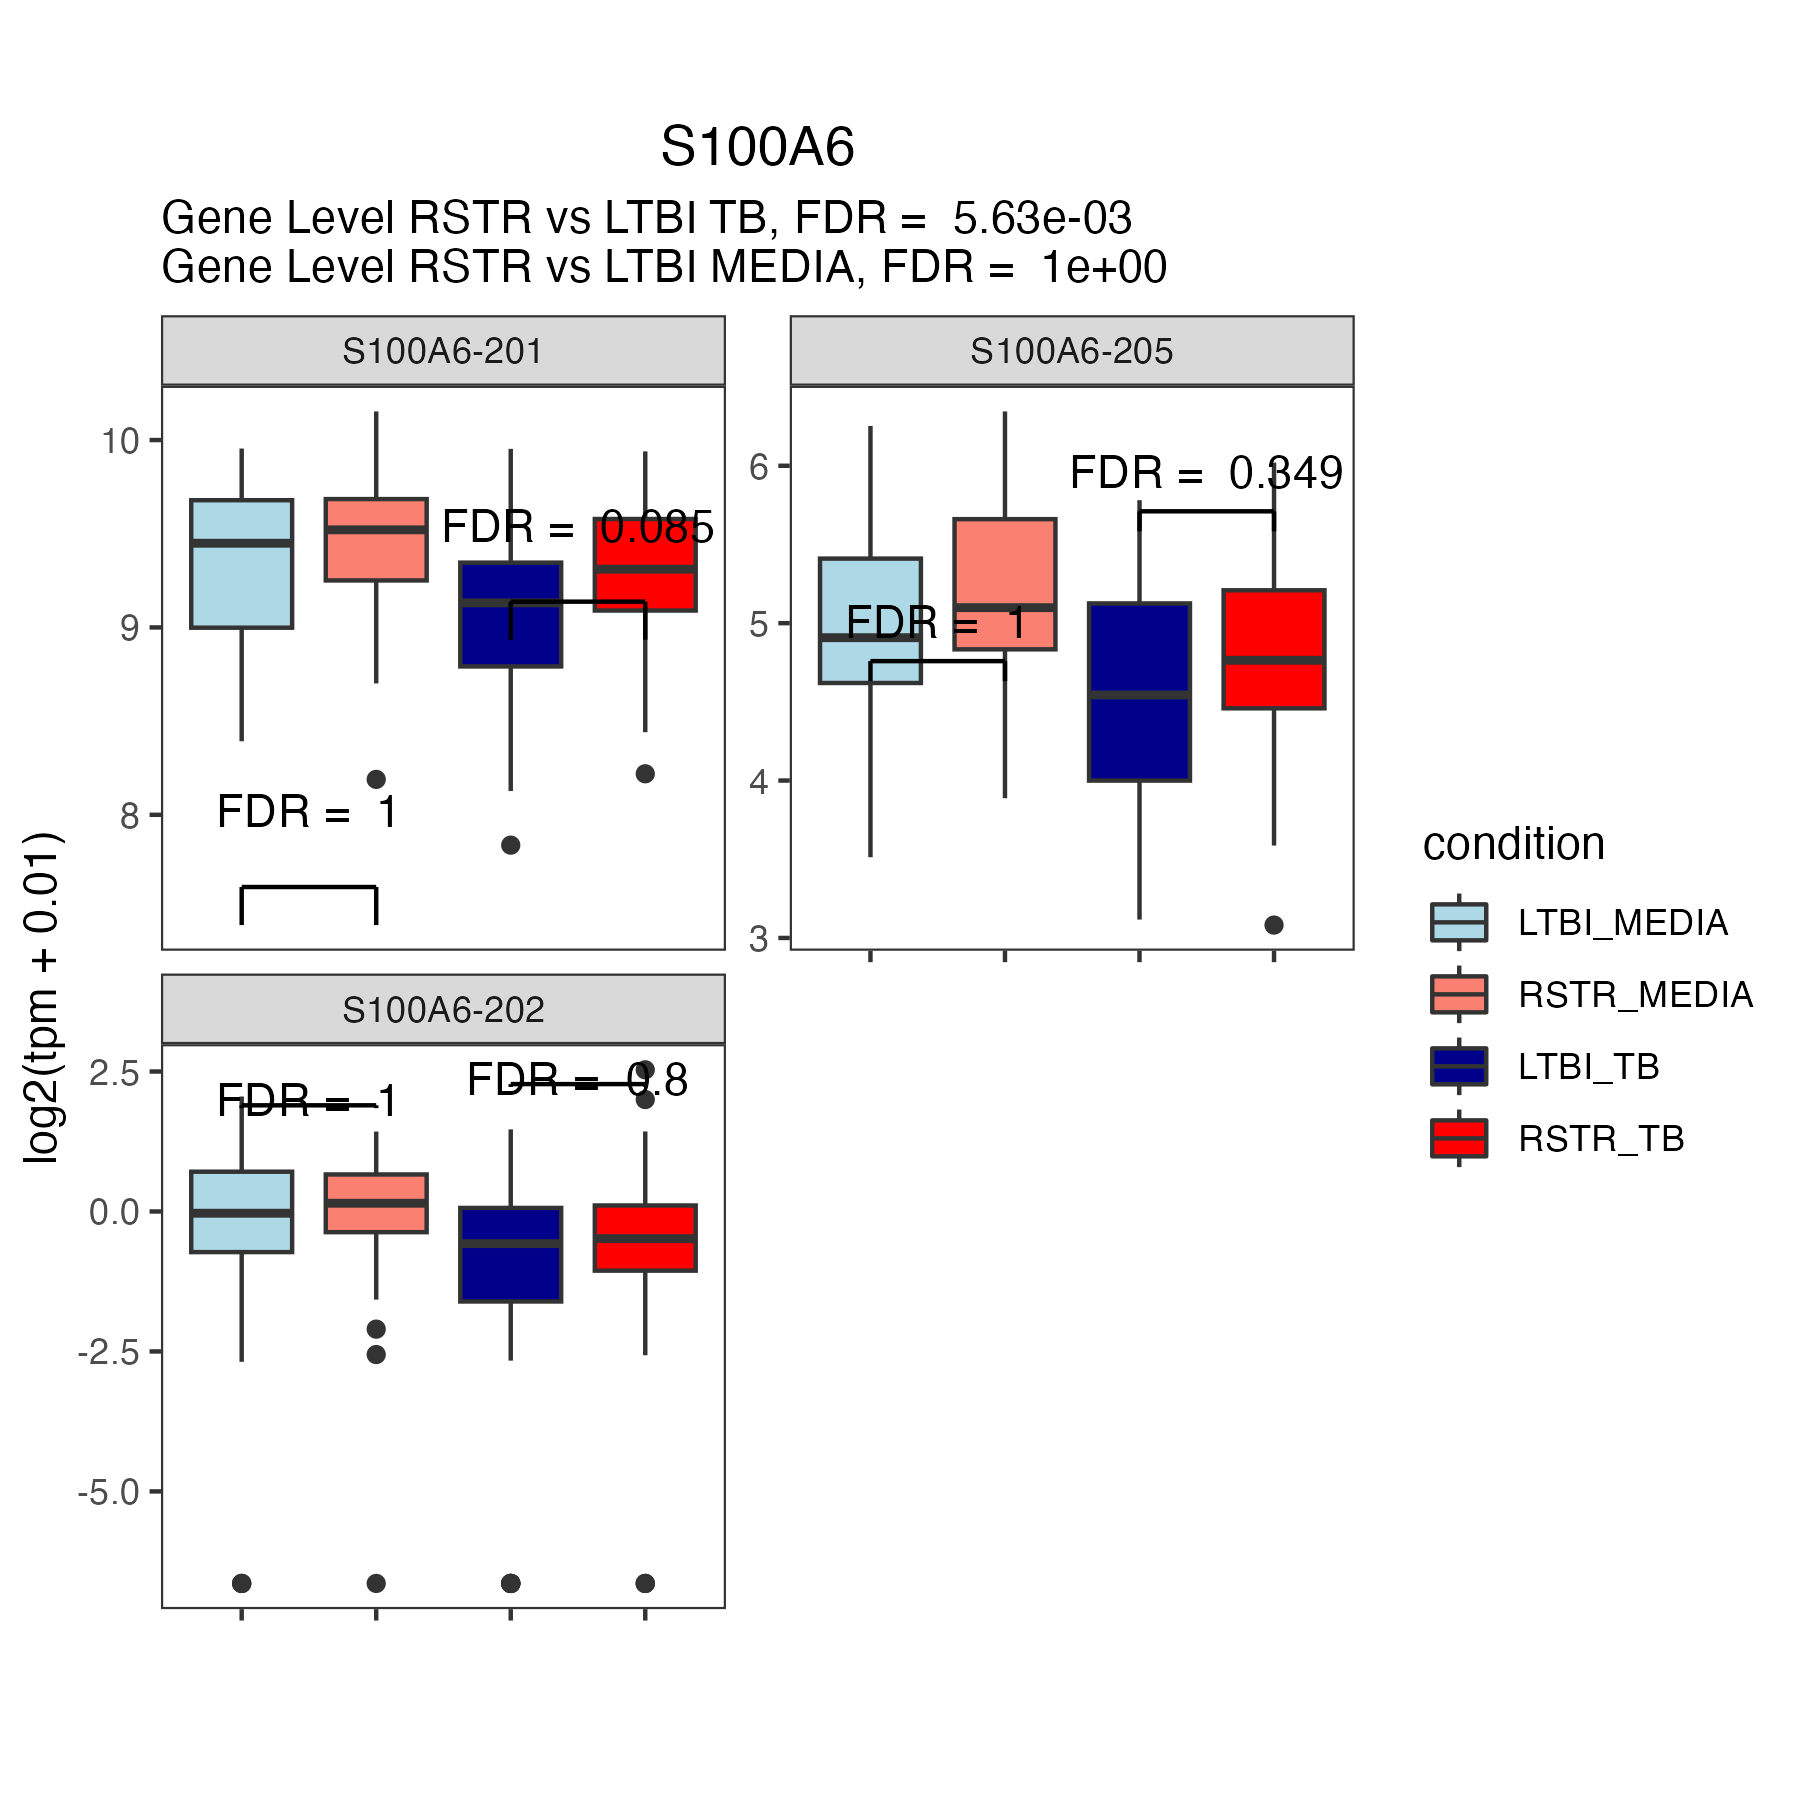 S100A6
Gene Level RSTR vs LTBI TB, FDR =  5.63e-03
Gene Level RSTR vs LTBI MEDIA, FDR =  1e+00
S100A6-201
10
9
8
FDR =  0.085
FDR =  1
S100A6-205
6
5
4
3
FDR =  0.349
FDR =  1
S100A6-202
2.5
0.0
-2.5
-5.0
FDR =  1
FDR =  0.8
log2(tpm + 0.01)
condition
LTBI_MEDIA
RSTR_MEDIA
LTBI_TB
RSTR_TB